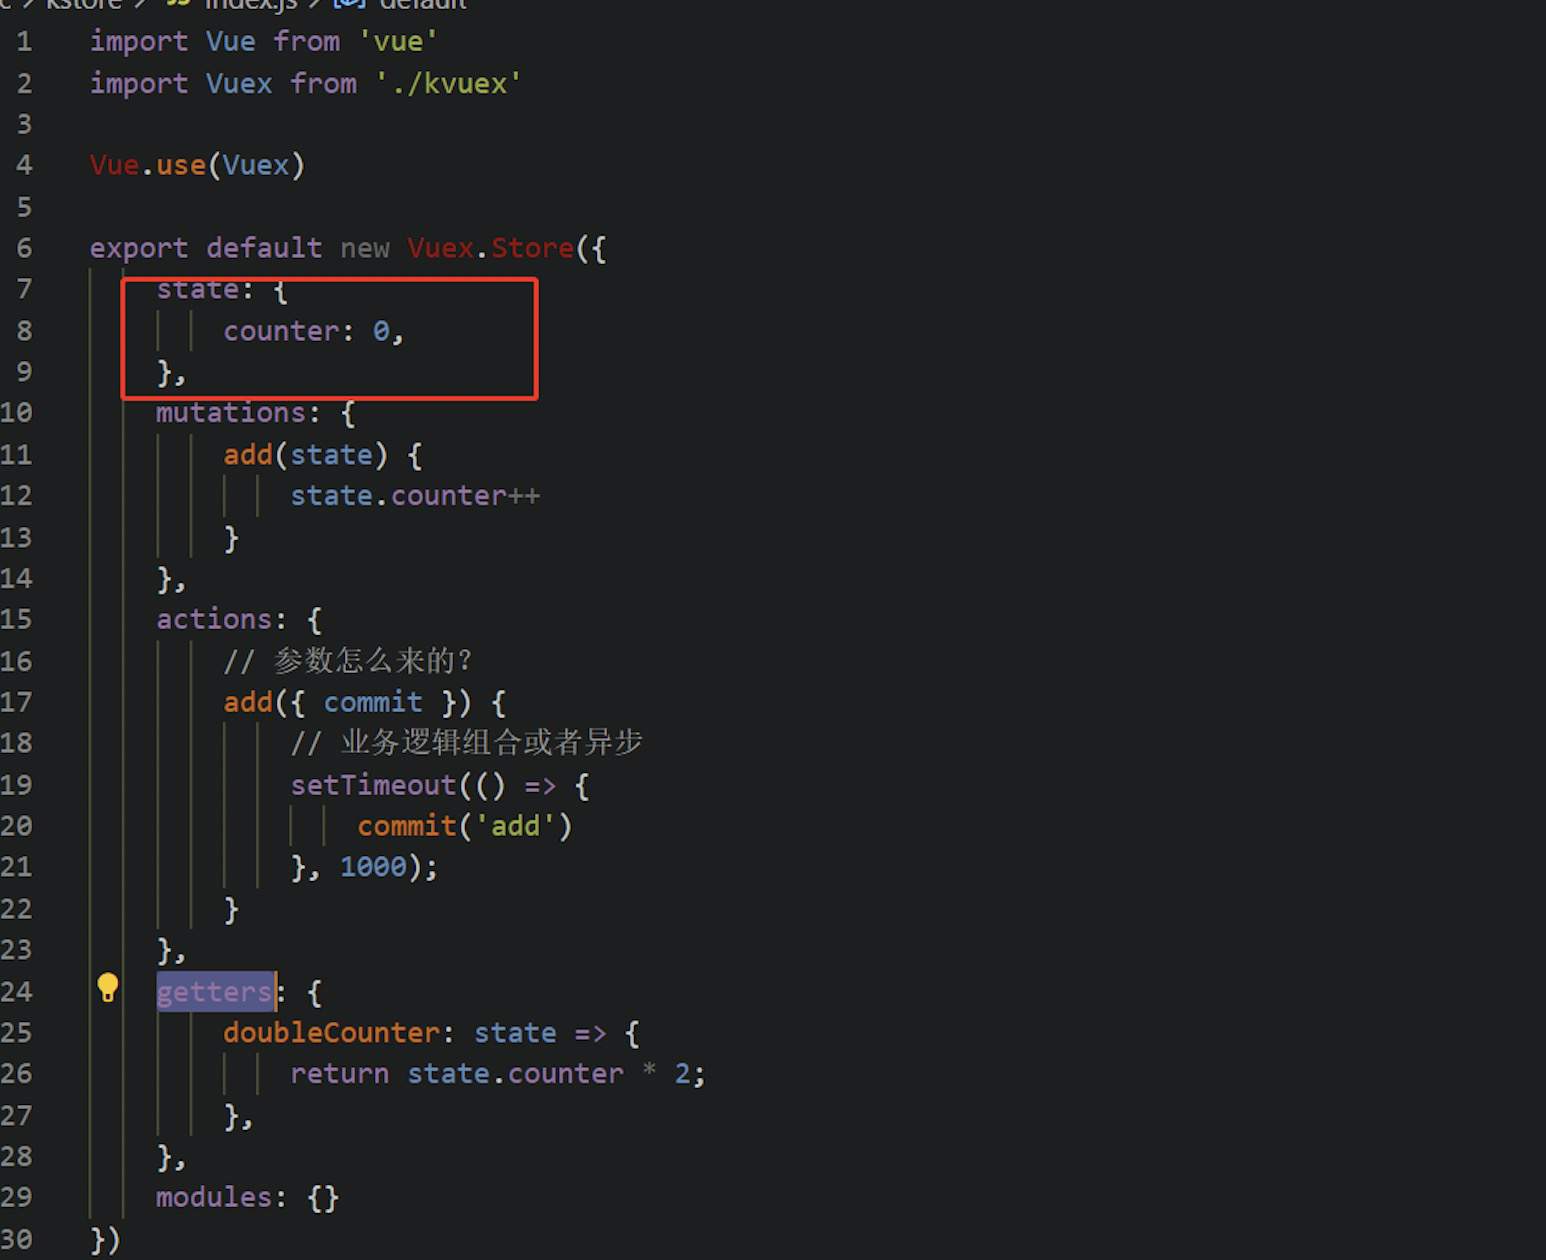 kstore > JS index.js > default
1 import Vue from 'vue'
2 import Vuex from './kvuex'
3
4 Vue.use(Vuex)
5
6 export default new Vuex.Store({
7 state: {
8 counter: 0,
9 },
10 mutations: {
11 add(state) {
12 state.counter++
13 }
14 },
15 actions: {
16 // 参数怎么来的?
17 add({ commit }) {
18 // 业务逻辑组合或者异步
19 setTimeout(() => {
20 commit('add')
21 }, 1000);
22 }
23 },
24 getters: {
25 doubleCounter: state => {
26 return state.counter * 2;
27 },
28 },
29 modules: {}
30 })